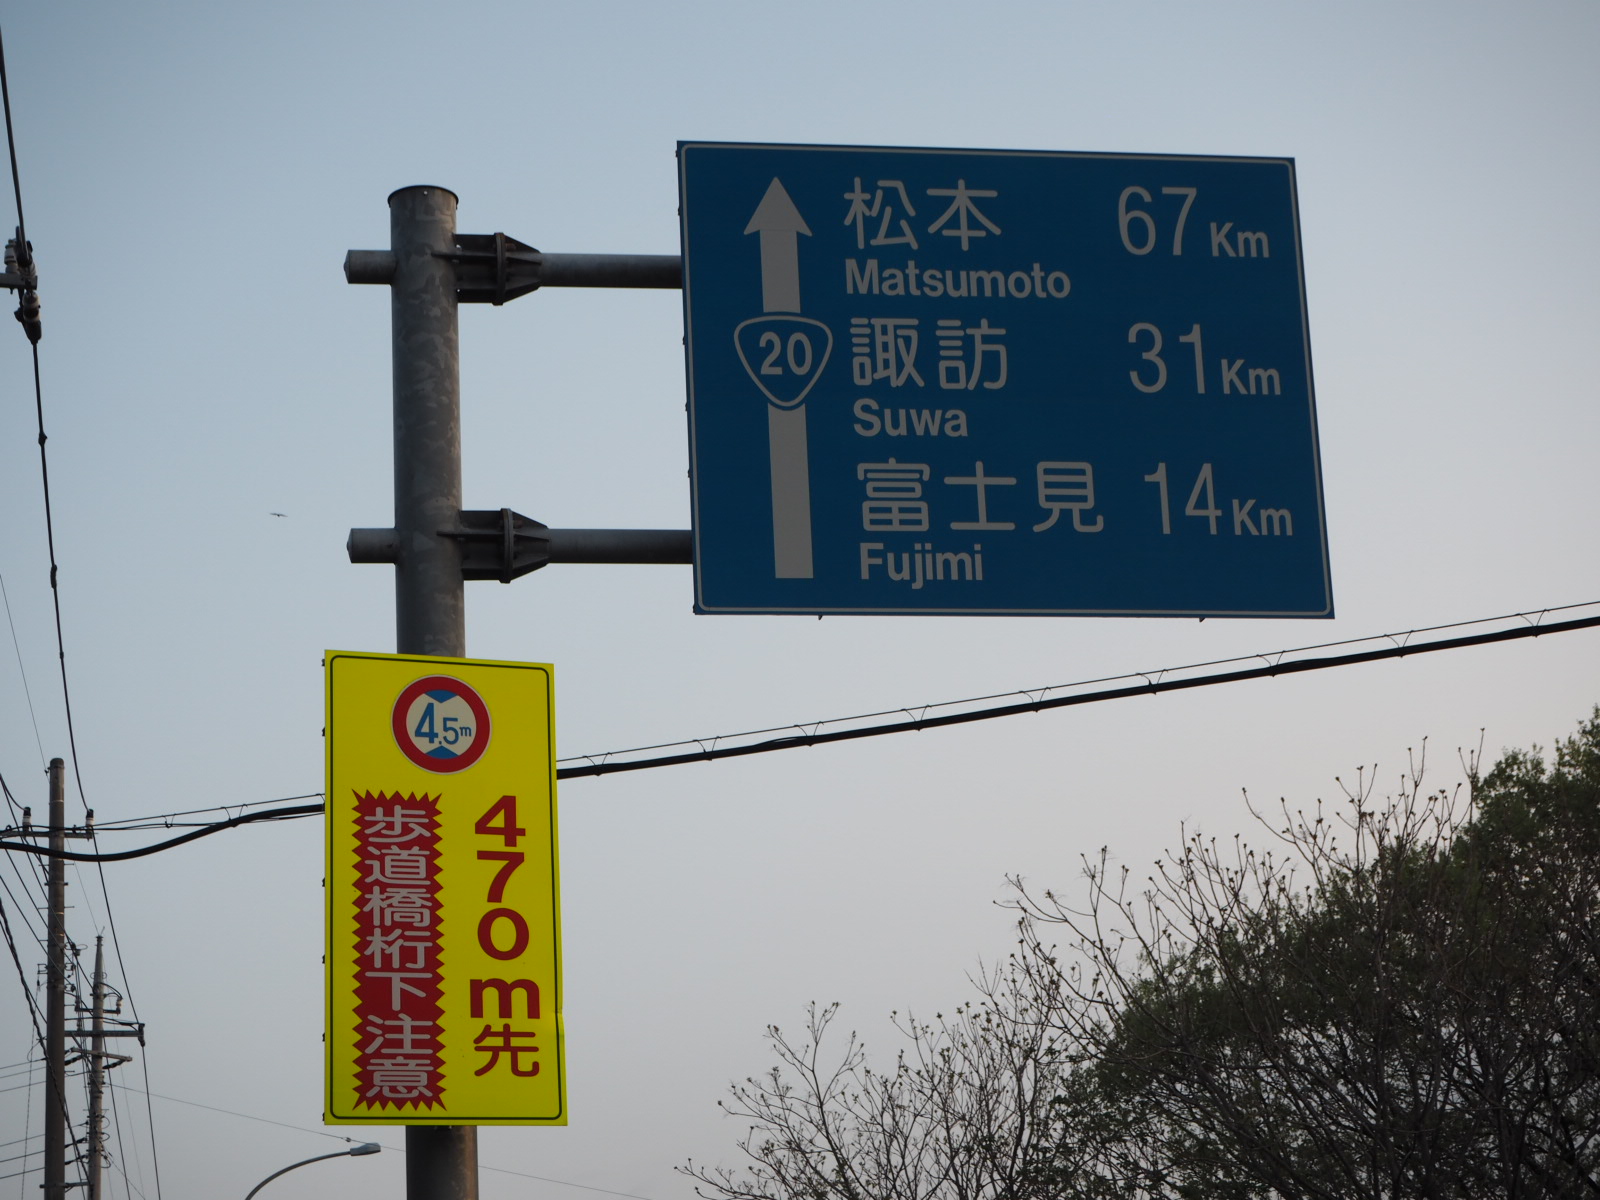 松本 67Km
Matsumoto
20
諏訪 31Km
Suwa
富士見 14Km
Fujimi
4.5m
470m先
歩道橋桁下注意